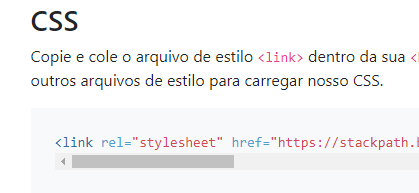 CSS
Copie e cole o arquivo de estilo <link> dentro da sua <
outros arquivos de estilo para carregar nosso CSS.
<link rel="stylesheet" href="https://stackpath.